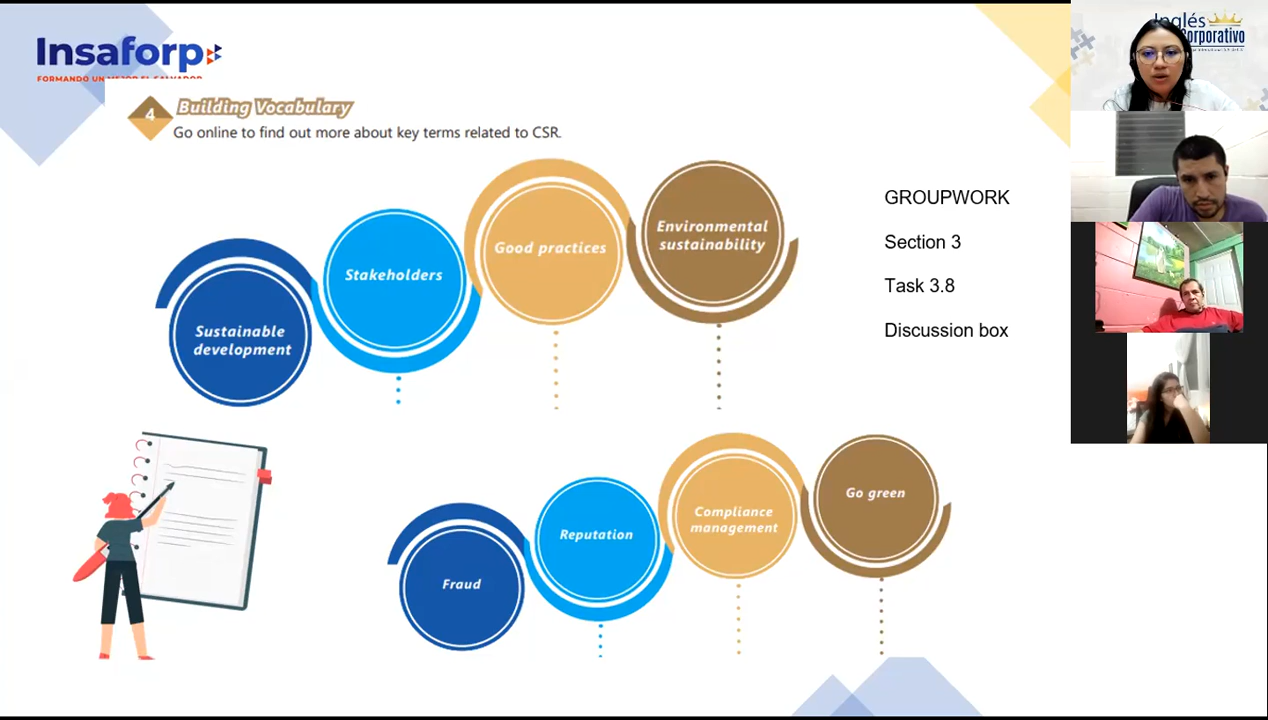 Insaforp
FORMANDO UN MEJOR EL SALVADOR
4
Building Vocabulary
Go online to find out more about key terms related to CSR.
Sustainable
development
Stakeholders
Good practices
Environmental
sustainability
GROUPWORK
Section 3
Task 3.8
Discussion box
Fraud
Reputation
Compliance
management
Go green
Inglés
Corporativo